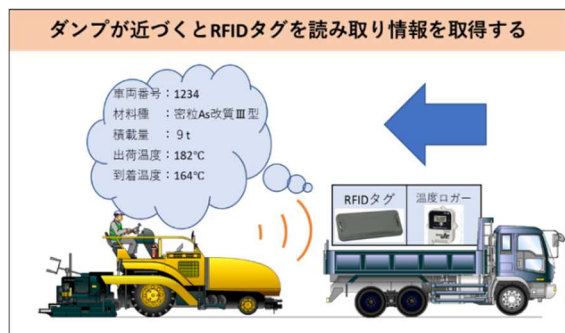 ダンプが近づくとRFIDタグを読み取り情報を取得する
車両番号：1234
材料種　：密粒As改質Ⅲ型
積載量　：9t
出荷温度：182℃
到着温度：164℃
RFIDタグ
温度ロガー